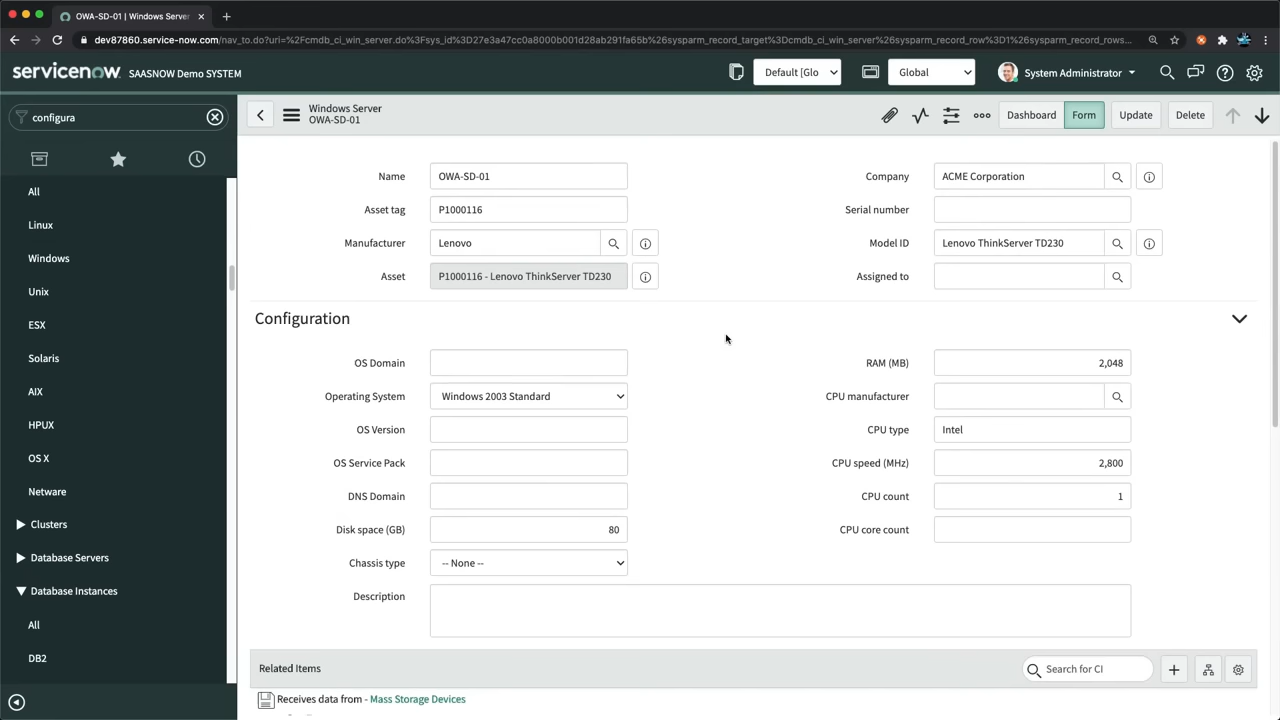 OWA-SD-01 | Windows Server
dev87860.service-now.com/nav_to.do?uri=%2Fcmdb_ci_win_server.do%3Fsys_id%3D27e3a47cc0a8000b001d28ab291fa65b%26sysparm_record_target%3Dcmdb_ci_win_server%26sysparm_record_row%3D1%26sysparm_record_rows...
servicenow. SAASNOW Demo SYSTEM
Default [Glo
Global
System Administrator
configura
Windows Server
OWA-SD-01
Dashboard
Form
Update
Delete
All
Linux
Windows
Unix
ESX
Solaris
AIX
HPUX
OS X
Netware
Clusters
Database Servers
Database Instances
All
DB2
Name OWA-SD-01
Company ACME Corporation
Asset tag P1000116
Serial number
Manufacturer Lenovo
Model ID Lenovo ThinkServer TD230
Asset P1000116 - Lenovo ThinkServer TD230
Assigned to
Configuration
OS Domain
RAM (MB) 2,048
Operating System Windows 2003 Standard
CPU manufacturer
OS Version
CPU type Intel
OS Service Pack
CPU speed (MHz) 2,800
DNS Domain
CPU count 1
Disk space (GB) 80
CPU core count
Chassis type -- None --
Description
Related Items
Search for CI
Receives data from - Mass Storage Devices